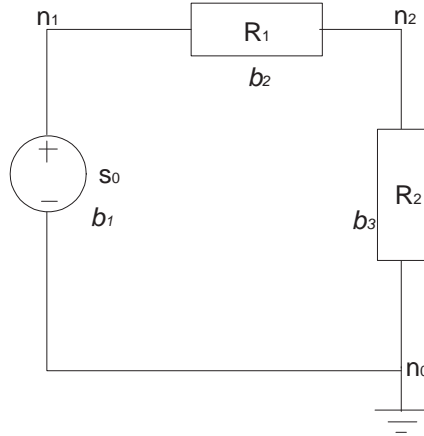 n₁
R₁
n₂
b₂
+
s₀
−
b₁
R₂
b₃
n₀